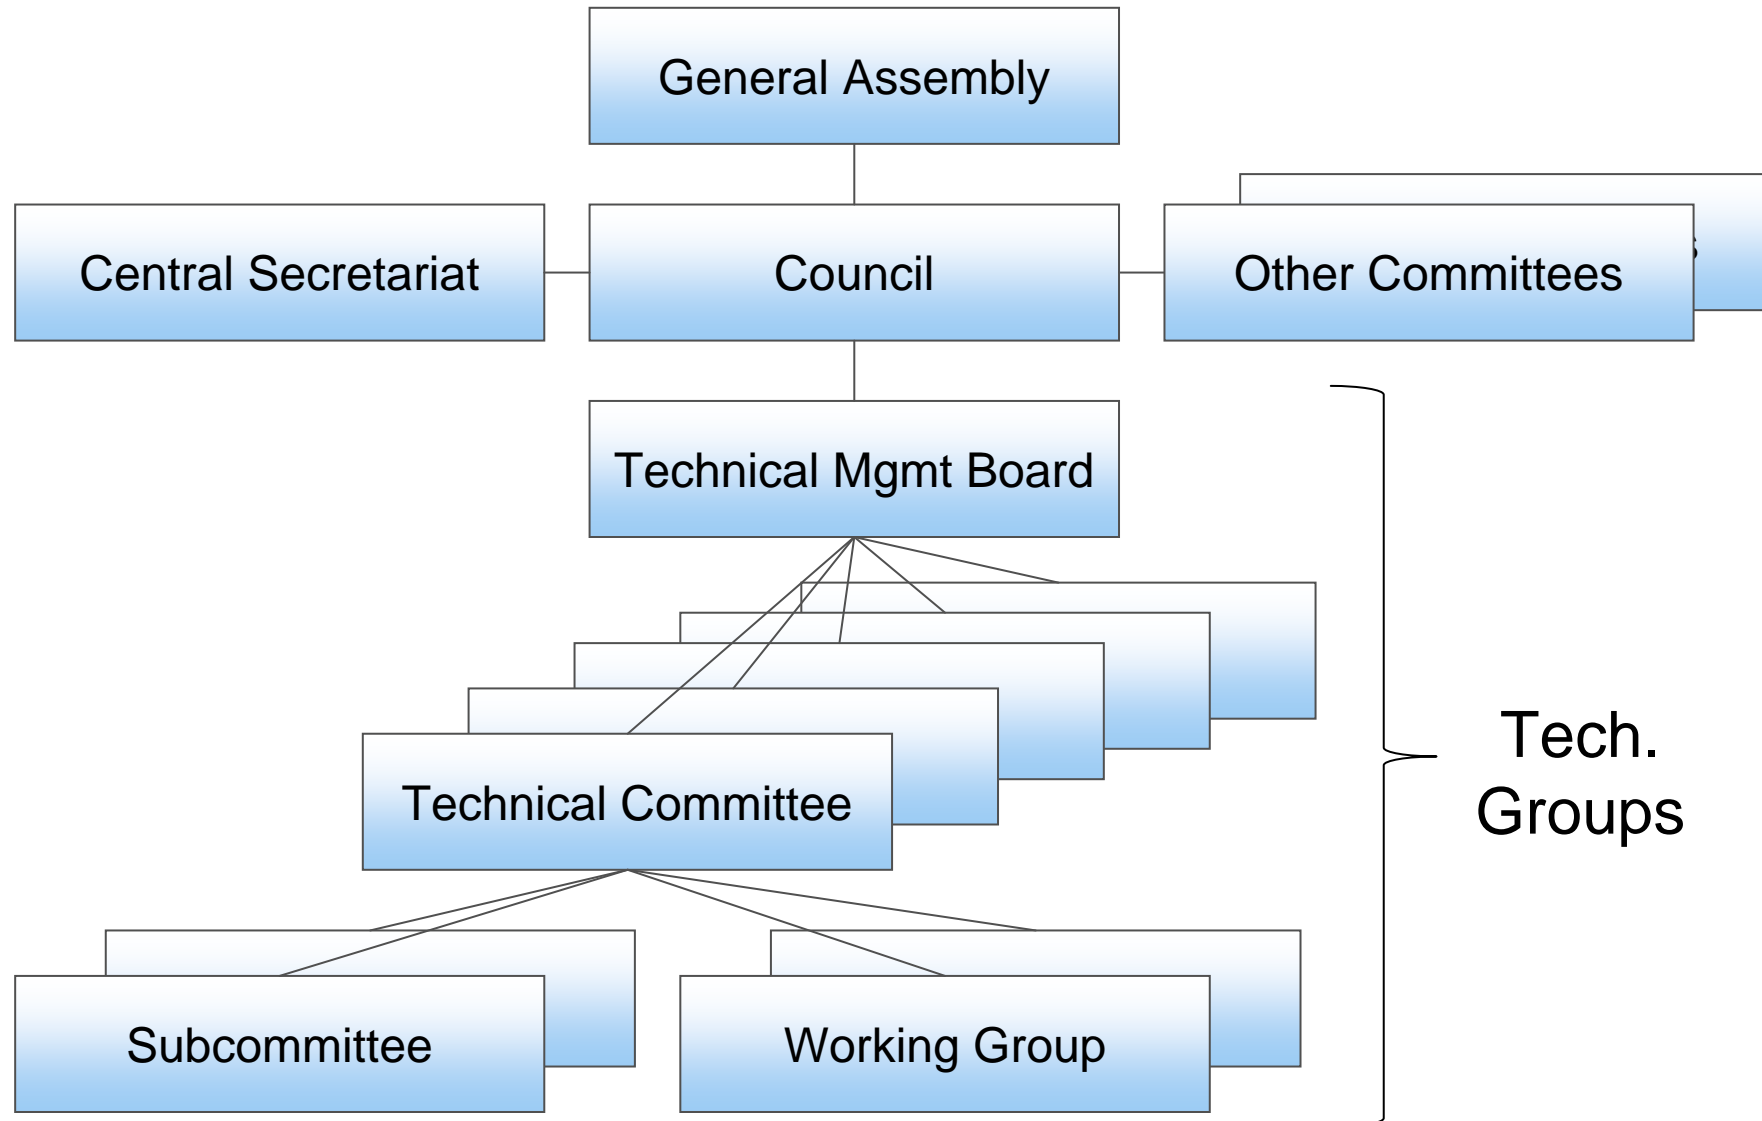 General Assembly
Central Secretariat
Council
Other Committees
Technical Mgmt Board
Technical Committee
Tech.
Groups
Subcommittee
Working Group